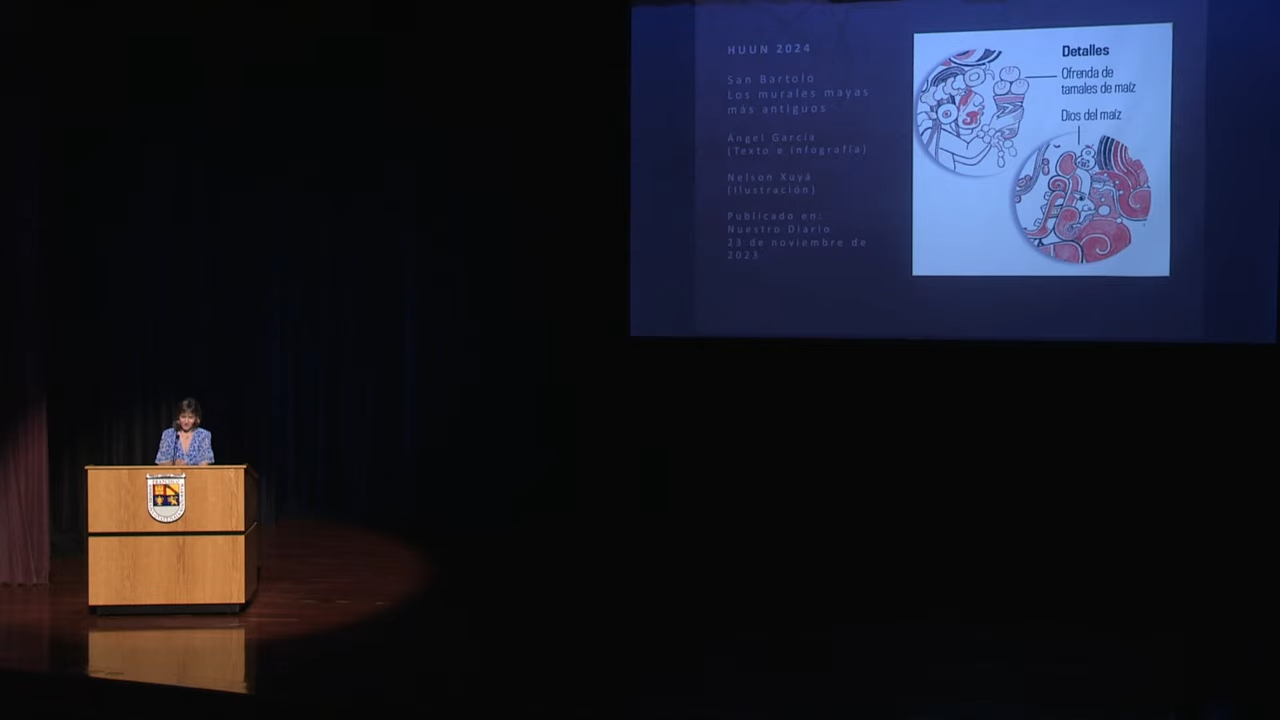 HUUN 2024
San Bartolo
Los murales mayas
más antiguos
Ángel García
(Texto e infografía)
Nelson Xuyá
(Ilustración)
Publicado en:
Nuestro Diario
23 de noviembre de
2023
Detalles
Ofrenda de
tamales de maíz
Dios del maíz